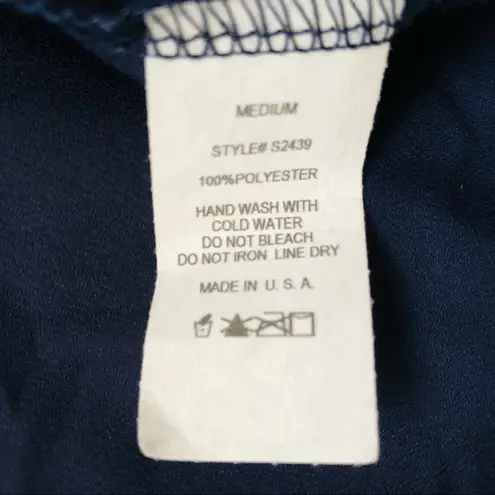 MEDIUM
STYLE# S2439
100%POLYESTER
HAND WASH WITH
COLD WATER
DO NOT BLEACH
DO NOT IRON LINE DRY
MADE IN U. S. A.